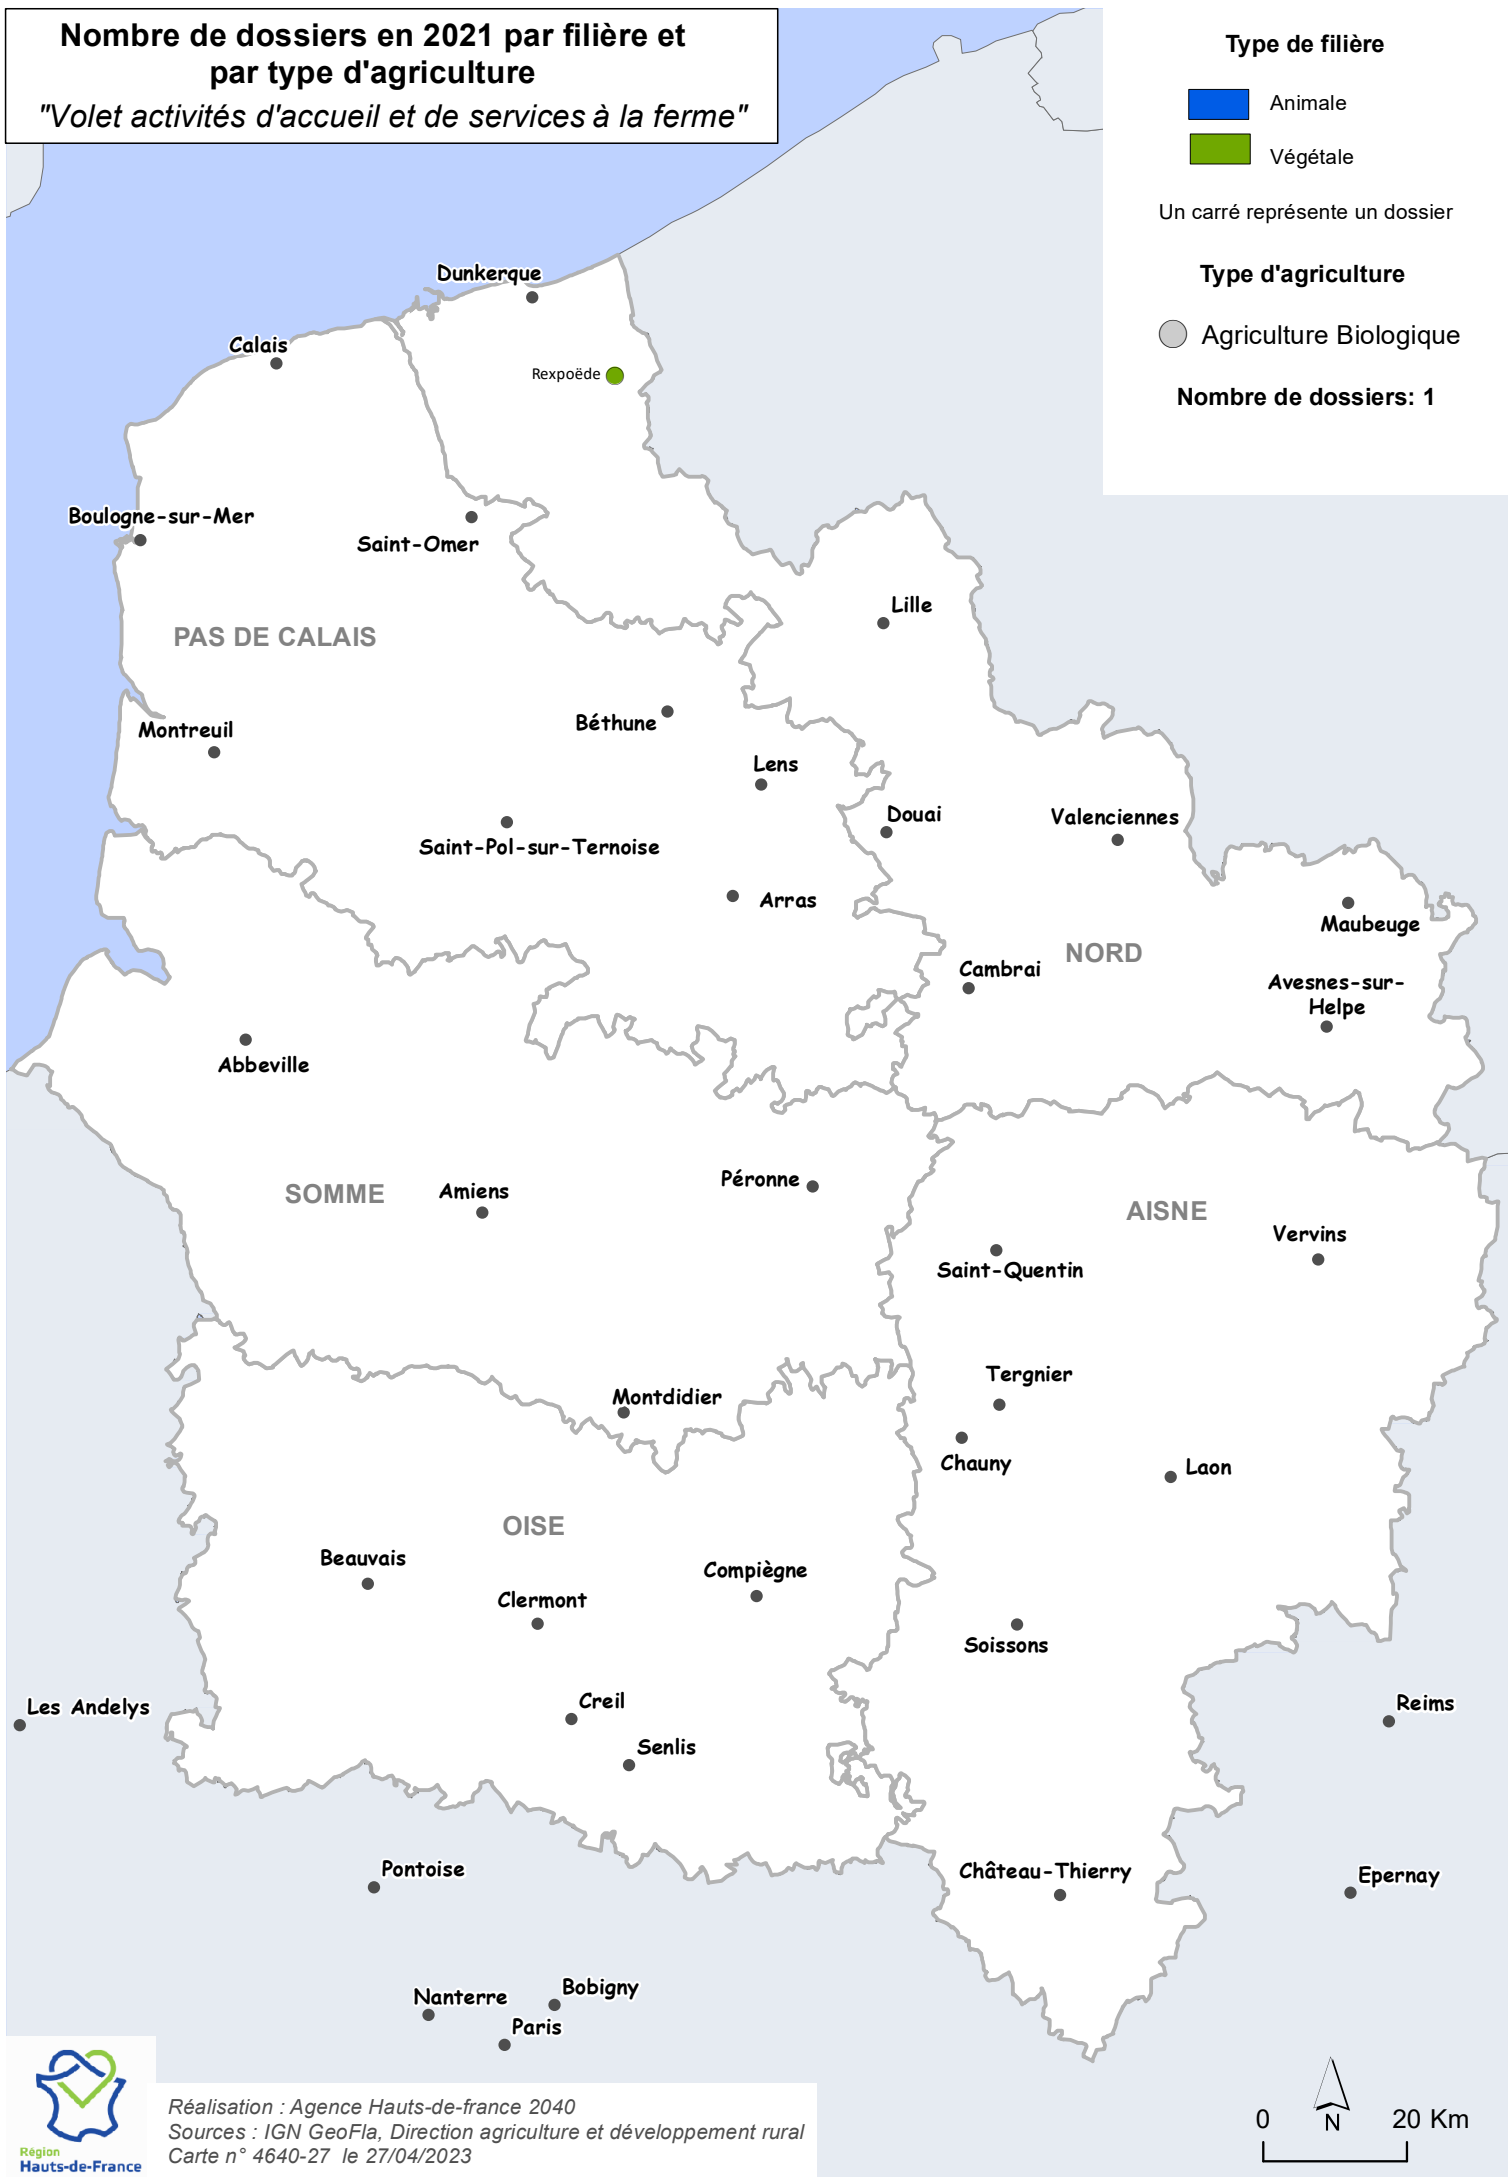 Nombre de dossiers en 2021 par filière et
par type d'agriculture
"Volet activités d'accueil et de services à la ferme"
Type de filière
Animale
Végétale
Un carré représente un dossier
Type d'agriculture
Agriculture Biologique
Nombre de dossiers: 1
Dunkerque
Calais
Rexpoëde
Boulogne-sur-Mer
Saint-Omer
Lille
PAS DE CALAIS
Montreuil
Béthune
Lens
Douai
Valenciennes
Saint-Pol-sur-Ternoise
Arras
Maubeuge
NORD
Cambrai
Avesnes-sur-
Helpe
Abbeville
Péronne
SOMME
Amiens
AISNE
Vervins
Saint-Quentin
Tergnier
Montdidier
Chauny
Laon
OISE
Beauvais
Compiègne
Clermont
Soissons
Les Andelys
Creil
Reims
Senlis
Pontoise
Château-Thierry
Epernay
Nanterre
Bobigny
Paris
Région
Hauts-de-France
Réalisation : Agence Hauts-de-france 2040
Sources : IGN GeoFla, Direction agriculture et développement rural
Carte n° 4640-27 le 27/04/2023
0
N
20 Km